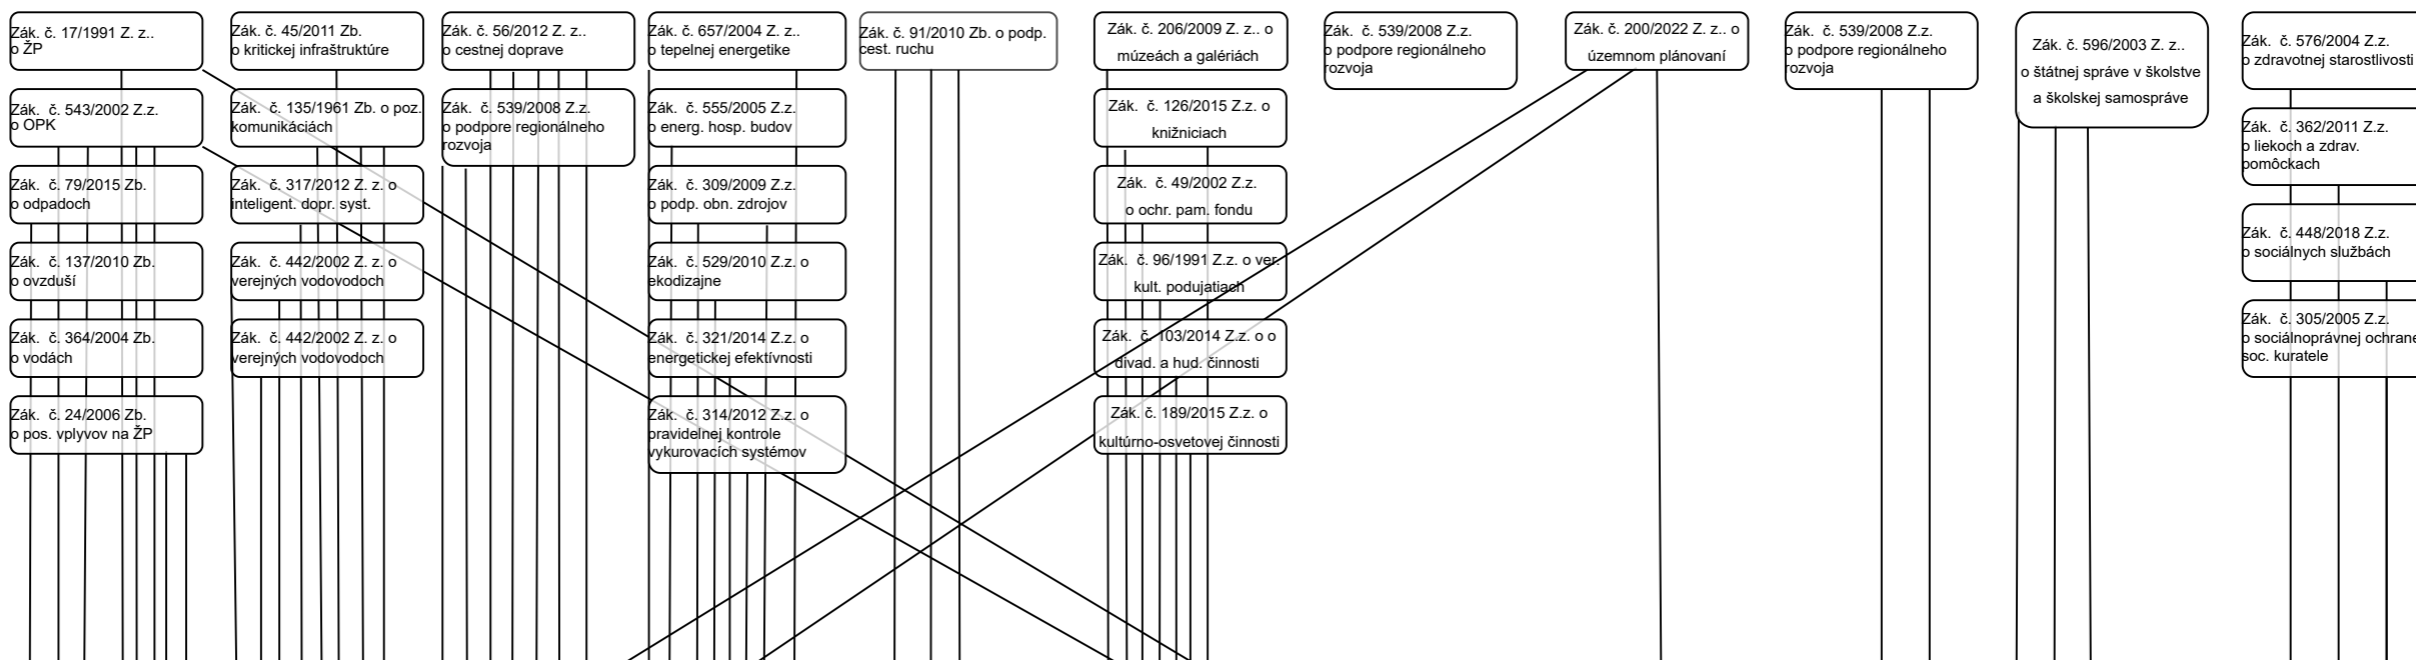 Zák. č. 17/1991 Z. z..
o ŽP
Zák.  č. 543/2002 Z.z.
o OPK
Zák.  č. 79/2015 Zb.
o odpadoch
Zák.  č. 137/2010 Zb.
o ovzduší
Zák.  č. 364/2004 Zb.
o vodách
Zák.  č. 24/2006 Zb.
o pos. vplyvov na ŽP
Zák. č. 45/2011 Zb.
o kritickej infraštruktúre
Zák.  č. 135/1961 Zb. o poz.
komunikáciách
Zák.  č. 317/2012 Z. z. o
inteligent. dopr. syst.
Zák.  č. 442/2002 Z. z. o
verejných vodovodoch
Zák.  č. 442/2002 Z. z. o
verejných vodovodoch
Zák. č. 56/2012 Z. z..
o cestnej doprave
Zák.  č. 539/2008 Z.z.
o podpore regionálneho
rozvoja
Zák. č. 657/2004 Z. z..
o tepelnej energetike
Zák.  č. 555/2005 Z.z.
o energ. hosp. budov
Zák.  č. 309/2009 Z.z.
o podp. obn. zdrojov
Zák.  č. 529/2010 Z.z. o
ekodizajne
Zák.  č. 321/2014 Z.z. o
energetickej efektívnosti
Zák.  č. 314/2012 Z.z. o
pravidelnej kontrole
vykurovacích systémov
Zák. č. 91/2010 Zb. o podp.
cest. ruchu
Zák. č. 206/2009 Z. z.. o
múzeách a galériách
Zák.  č. 126/2015 Z.z. o
knižniciach
Zák.  č. 49/2002 Z.z.
o ochr. pam. fondu
Zák.  č. 96/1991 Z.z. o ver.
kult. podujatiach
Zák.  č. 103/2014 Z.z. o o
divad. a hud. činnosti
Zák. č. 189/2015 Z.z. o
kultúrno-osvetovej činnosti
Zák.  č. 539/2008 Z.z.
o podpore regionálneho
rozvoja
Zák. č. 200/2022 Z. z.. o
územnom plánovaní
Zák.  č. 539/2008 Z.z.
o podpore regionálneho
rozvoja
Zák. č. 596/2003 Z. z..
o štátnej správe v školstve
a školskej samospráve
Zák.  č. 576/2004 Z.z.
o zdravotnej starostlivosti
Zák.  č. 362/2011 Z.z.
o liekoch a zdrav.
pomôckach
Zák.  č. 448/2018 Z.z.
o sociálnych službách
Zák.  č. 305/2005 Z.z.
o sociálnoprávnej ochrane
soc. kuratele